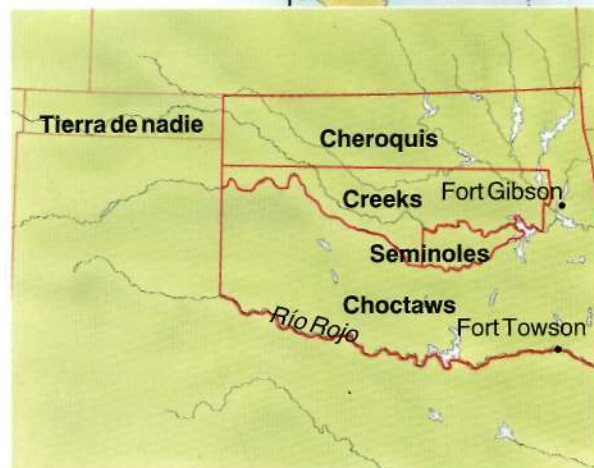 Tierra de nadie
Cheroquis
Creeks
Fort Gibson
Seminoles
Choctaws
Río Rojo
Fort Towson